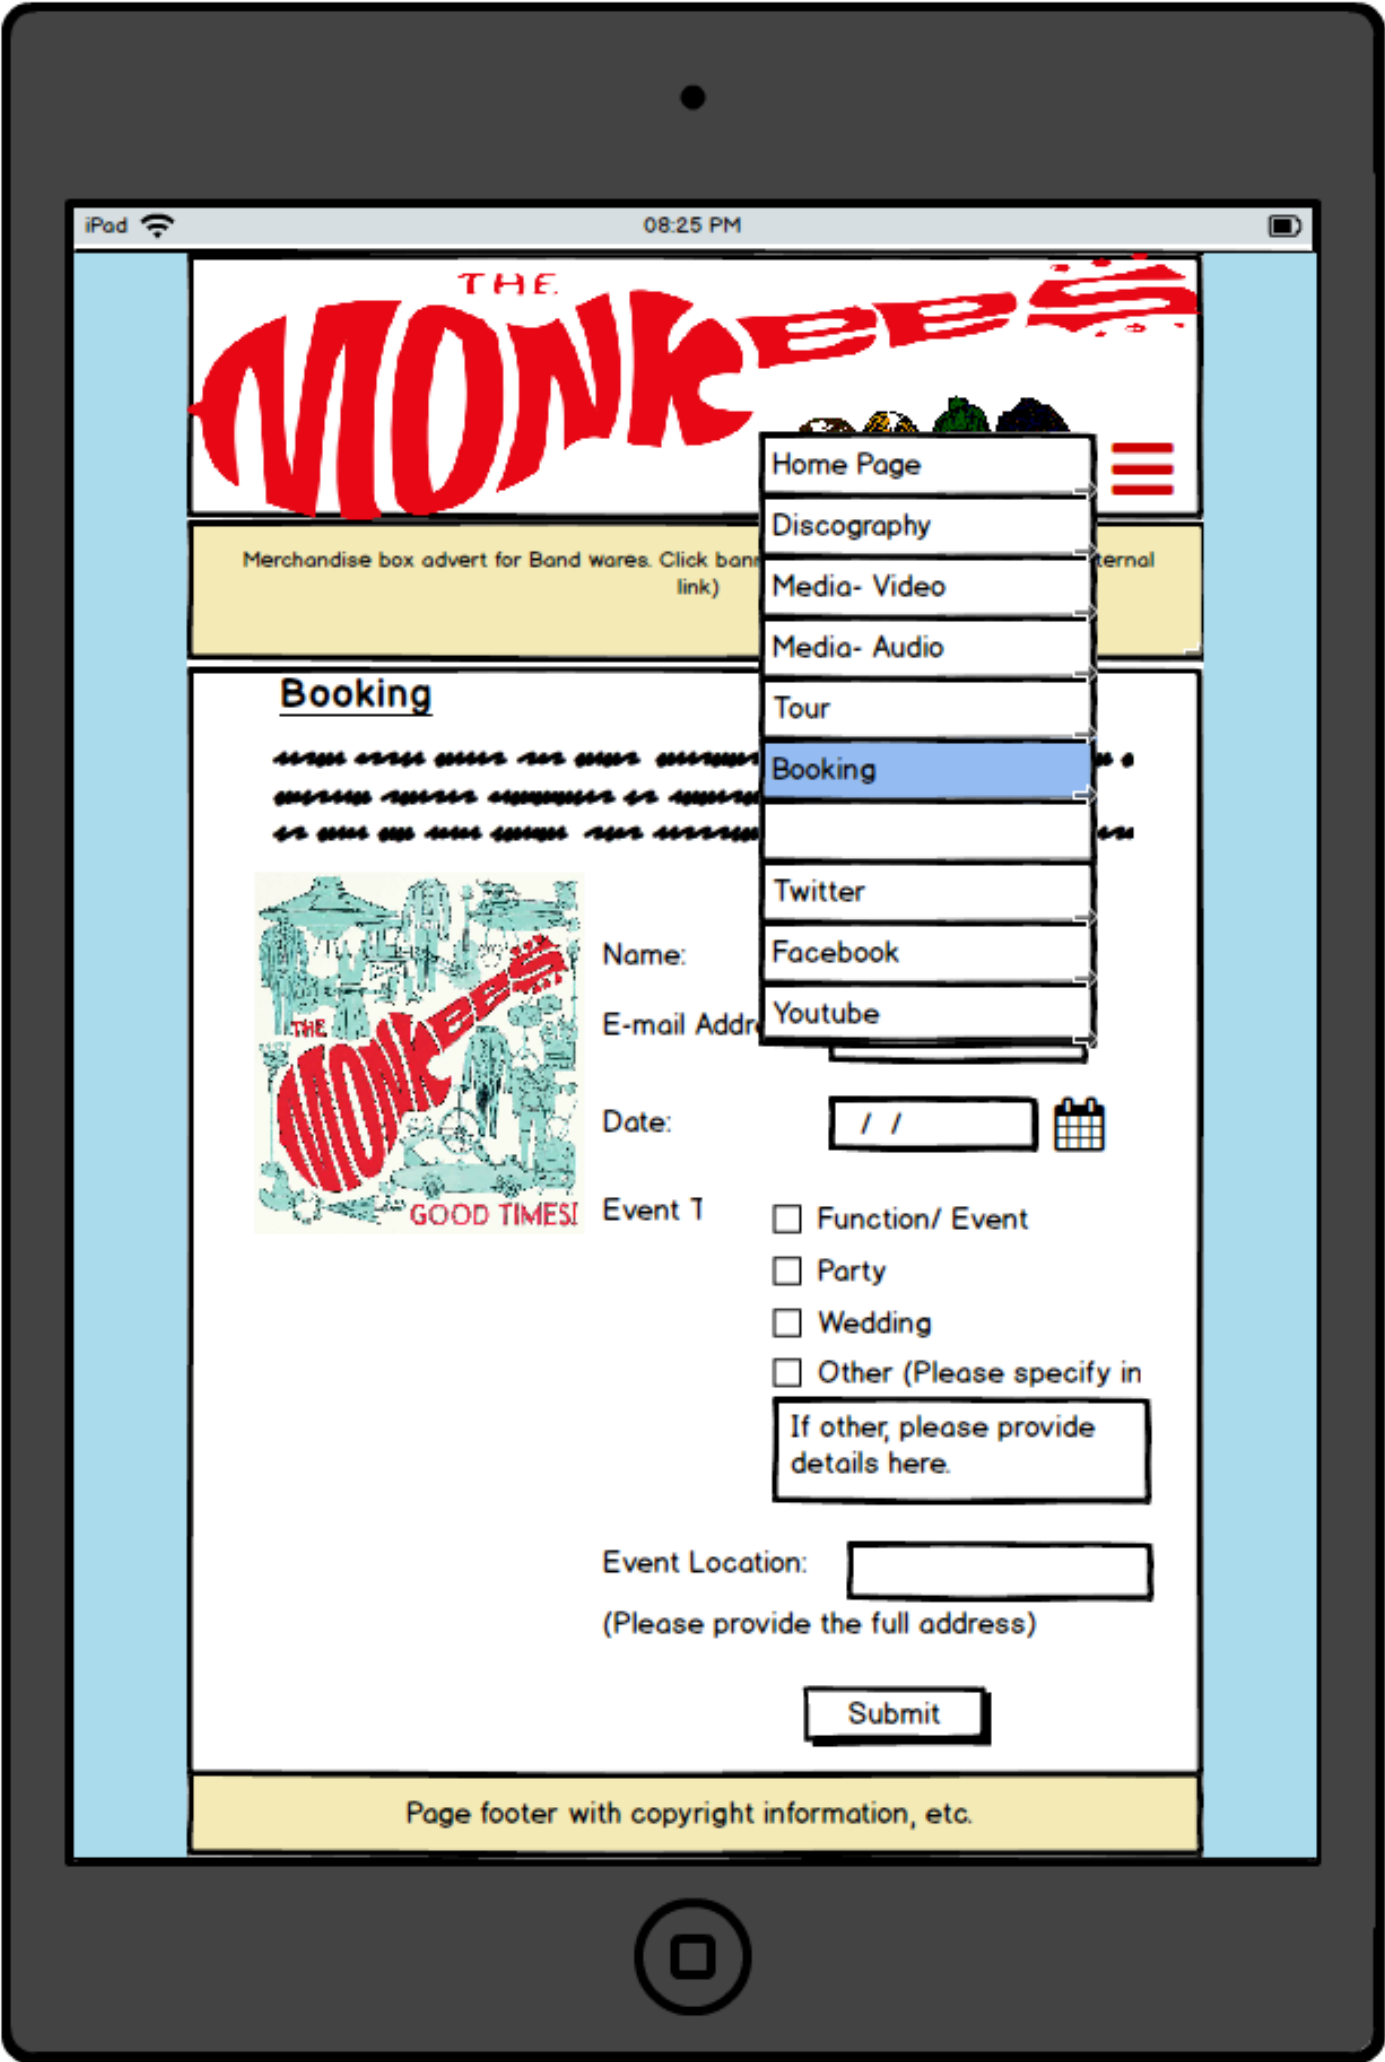 iPad
08:25 PM
THE
MONKEES
Home Page
Discography
Media- Video
Media- Audio
Tour
Booking
Twitter
Facebook
Youtube
Merchandise box advert for Band wares. Click
link)
Booking
THE
MONKEES
GOOD TIMES!
Name:
E-mail
Date:
/ /
Event T
Function/ Event
Party
Wedding
Other (Please specify in
If other, please provide
details here.
Event Location:
(Please provide the full address)
Submit
Page footer with copyright information, etc.